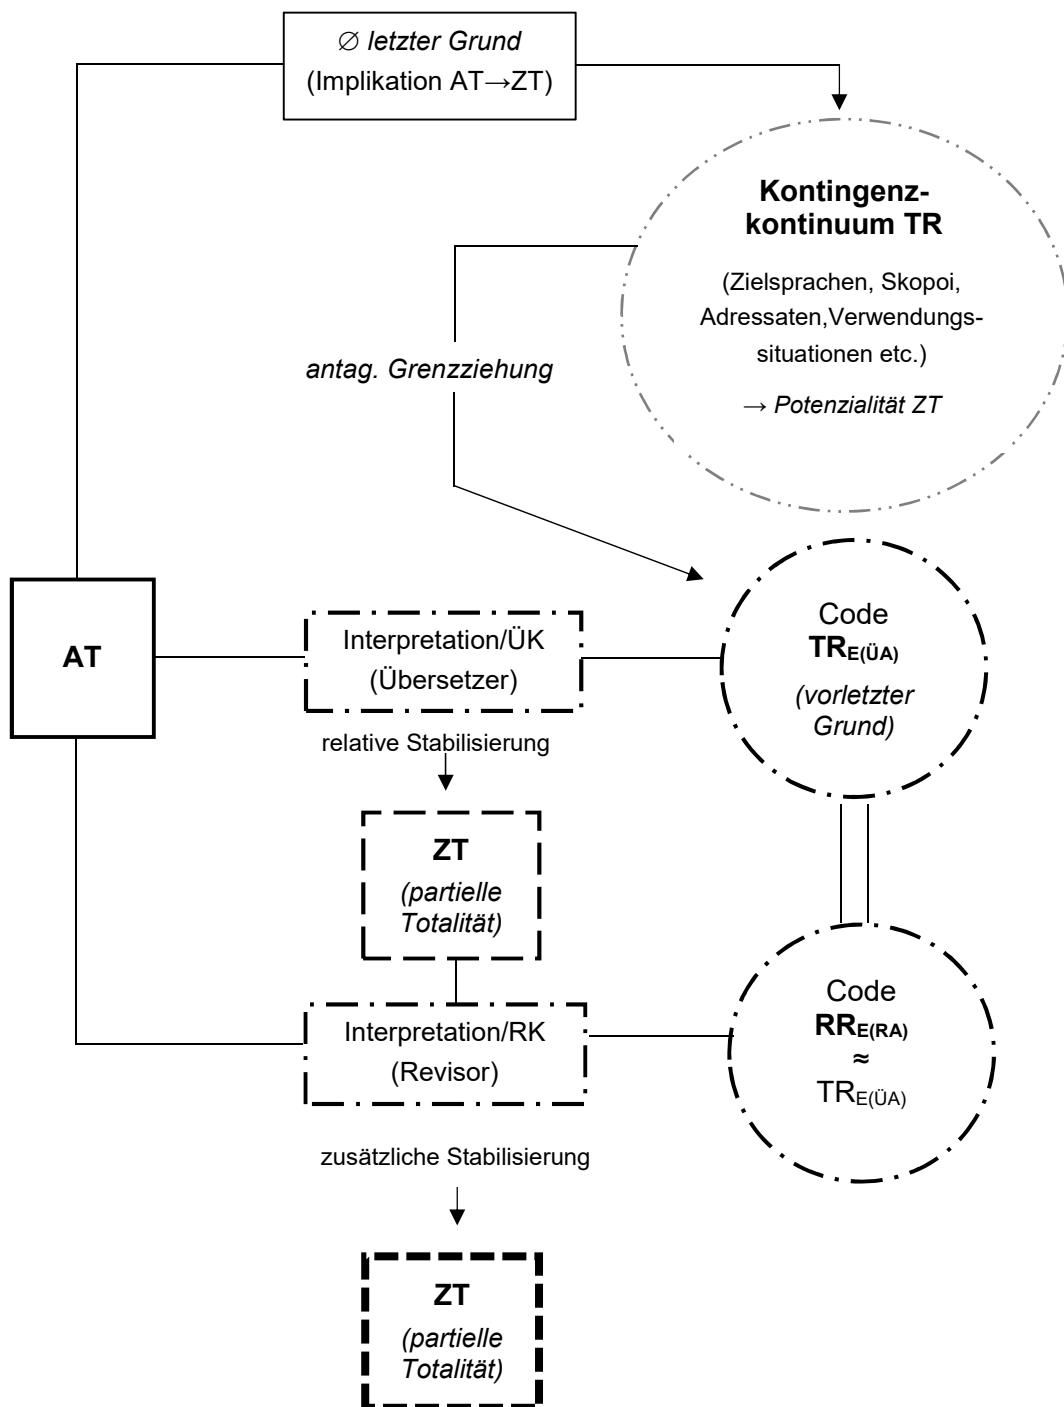 ∅ letzter Grund
(Implikation AT→ZT)
Kontingenz-
kontinuum TR
(Zielsprachen, Skopoi,
Adressaten,Verwendungs-
situationen etc.)
→ Potenzialität ZT
antag. Grenzziehung
AT
Interpretation/ÜK
(Übersetzer)
Code
TRE(ÜA)
(vorletzter
Grund)
relative Stabilisierung
ZT
(partielle
Totalität)
Interpretation/RK
(Revisor)
Code
RRE(RA)
≈
TRE(ÜA)
zusätzliche Stabilisierung
ZT
(partielle
Totalität)